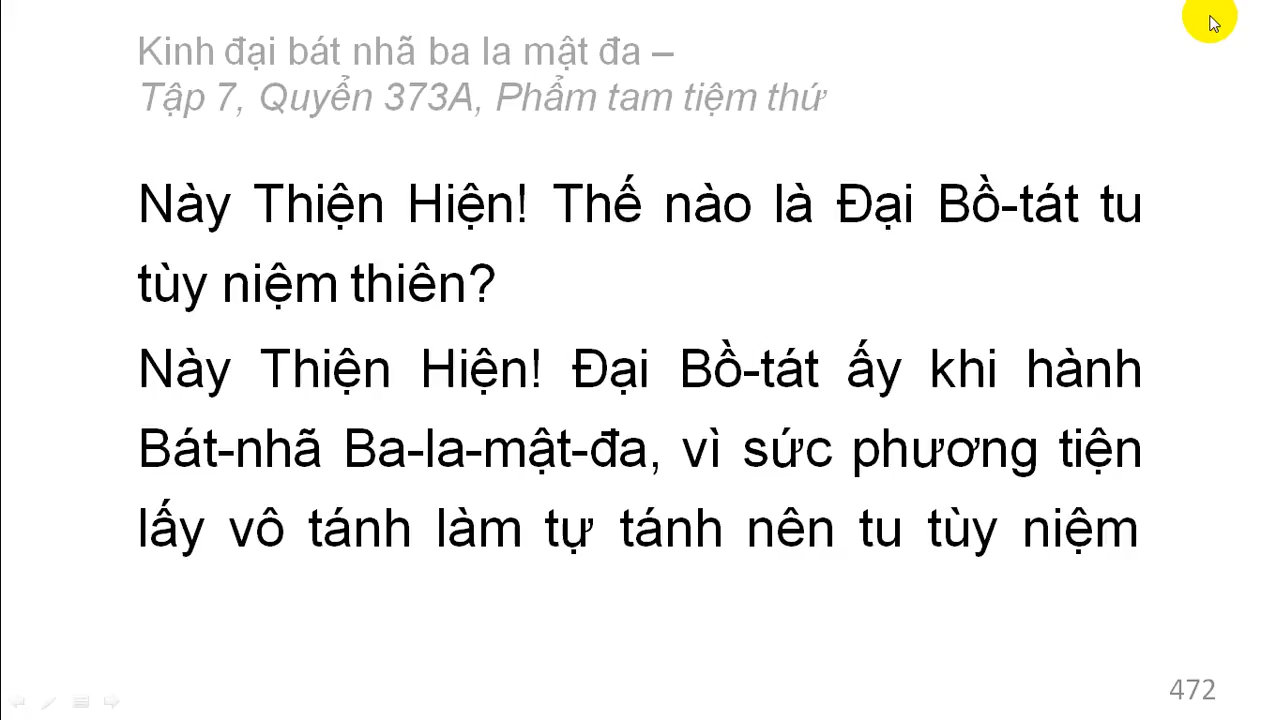 Kinh đại bát nhã ba la mật đa –
Tập 7, Quyển 373A, Phẩm tam tiệm thứ
Này Thiện Hiện! Thế nào là Đại Bồ-tát tu
tùy niệm thiên?
Này Thiện Hiện! Đại Bồ-tát ấy khi hành
Bát-nhã Ba-la-mật-đa, vì sức phương tiện
lấy vô tánh làm tự tánh nên tu tùy niệm
472